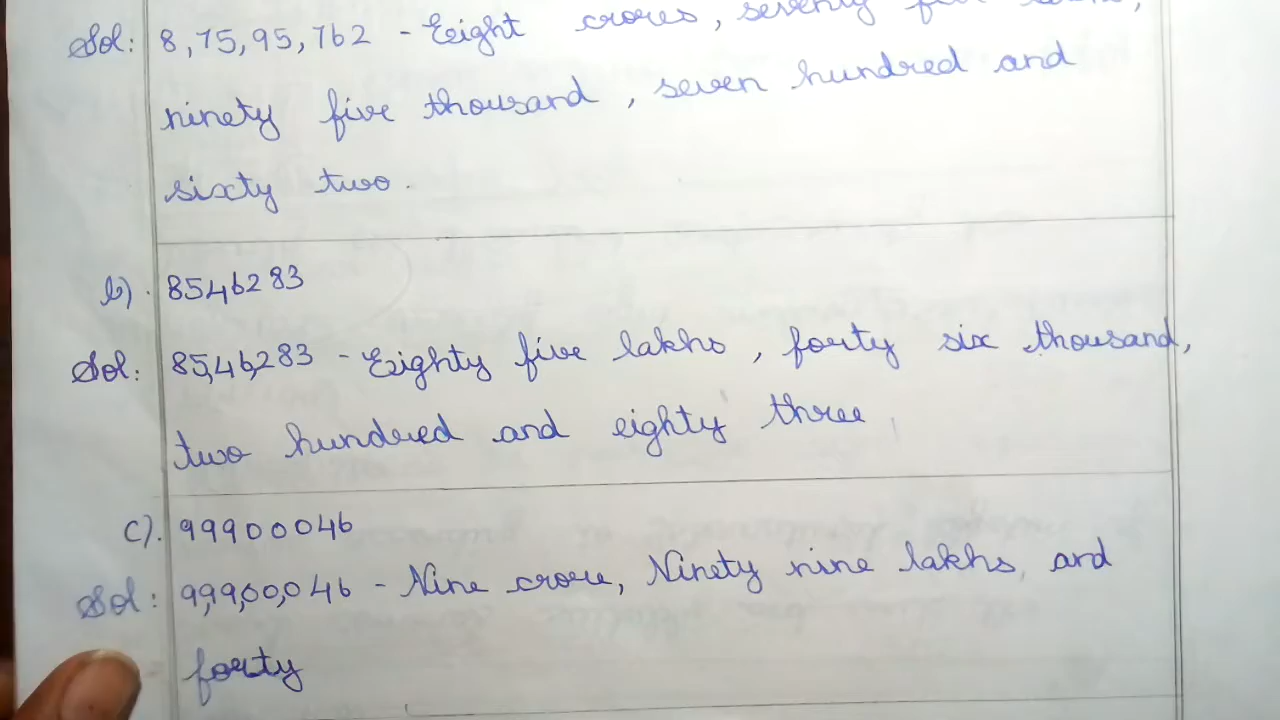 Sol: 8,75,95,762 - Eight crores, seventy five
ninety five thousand, seven hundred and
sixty two.
b). 8546283
Sol: 85,46,283 - Eighty five lakhs, forty six thousand,
two hundred and eighty three
c). 99900046
Sol: 9,99,00,046 - Nine crore, Ninety nine lakhs, and
forty